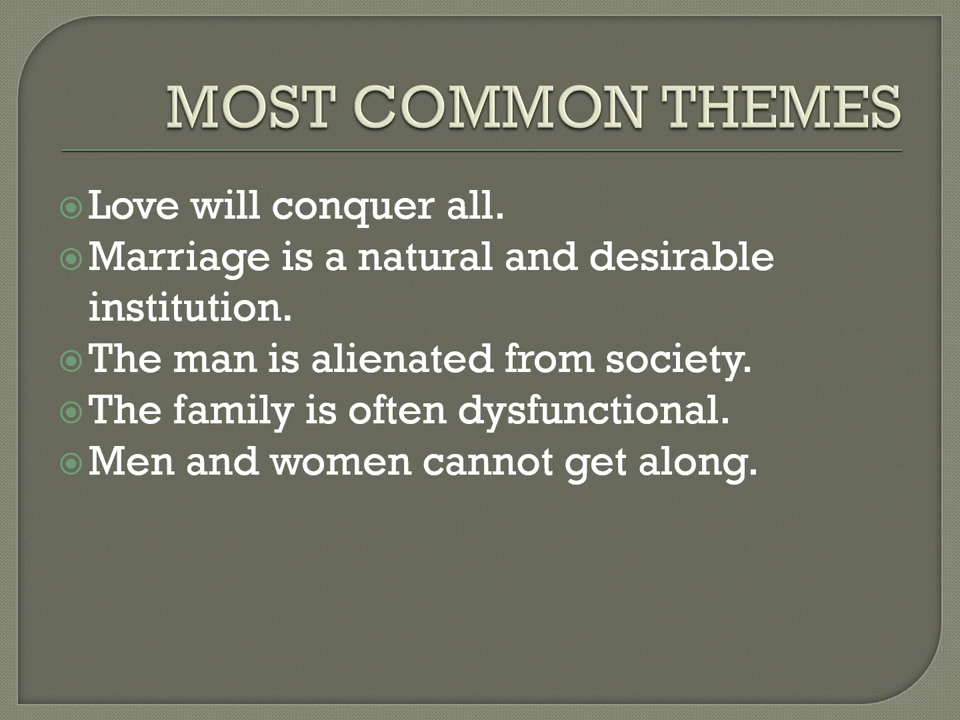 MOST COMMON THEMES
Love will conquer all.
Marriage is a natural and desirable
institution.
The man is alienated from society.
The family is often dysfunctional.
Men and women cannot get along.